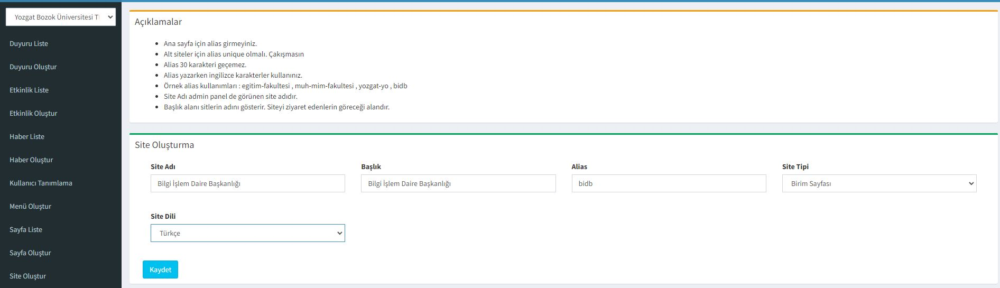 Yozgat Bozok Üniversitesi
Duyuru Liste
Duyuru Oluştur
Etkinlik Liste
Etkinlik Oluştur
Haber Liste
Haber Oluştur
Kullanıcı Tanımlama
Menü Oluştur
Sayfa Liste
Sayfa Oluştur
Site Oluştur
Açıklamalar
Ana sayfa için alias girmeyiniz.
Alt siteler için alias unique olmalı. Çakışmasın
Alias 30 karakteri geçemez.
Alias yazarken ingilizce karakterler kullanınız.
Örnek alias kullanımları : egitim-fakultesi , muh-mim-fakultesi , yozgat-yo , bidb
Site Adı admin panel de görünen site adıdır.
Başlık alanı sitlerin adını gösterir. Siteyi ziyaret edenlerin göreceği alandır.
Site Oluşturma
Site Adı
Bilgi İşlem Daire Başkanlığı
Başlık
Bilgi İşlem Daire Başkanlığı
Alias
bidb
Site Tipi
Birim Sayfası
Site Dili
Türkçe
Kaydet